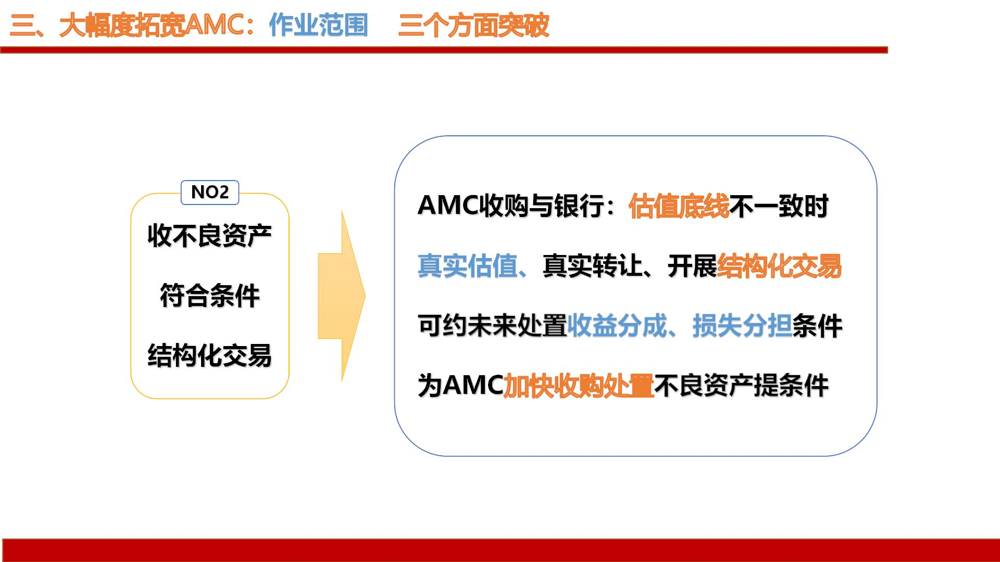 三、大幅度拓宽AMC：作业范围 三个方面突破
NO2
收不良资产
符合条件
结构化交易
AMC收购与银行：估值底线不一致时
真实估值、真实转让、开展结构化交易
可约未来处置收益分成、损失分担条件
为AMC加快收购处置不良资产提条件